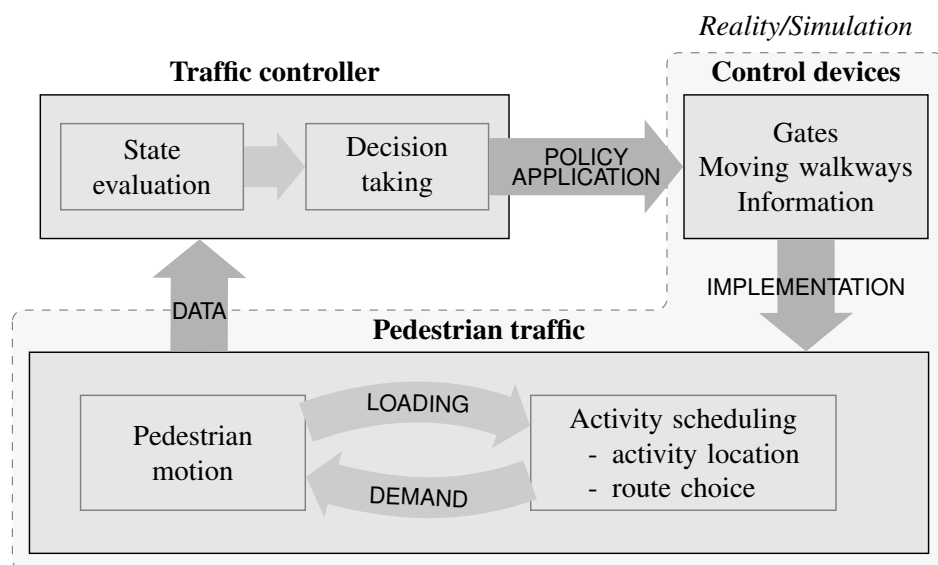 Reality/Simulation
Traffic controller
Control devices
State
evaluation
Decision
taking
POLICY
APPLICATION
Gates
Moving walkways
Information
DATA
IMPLEMENTATION
Pedestrian traffic
Pedestrian
motion
LOADING
DEMAND
Activity scheduling
- activity location
- route choice